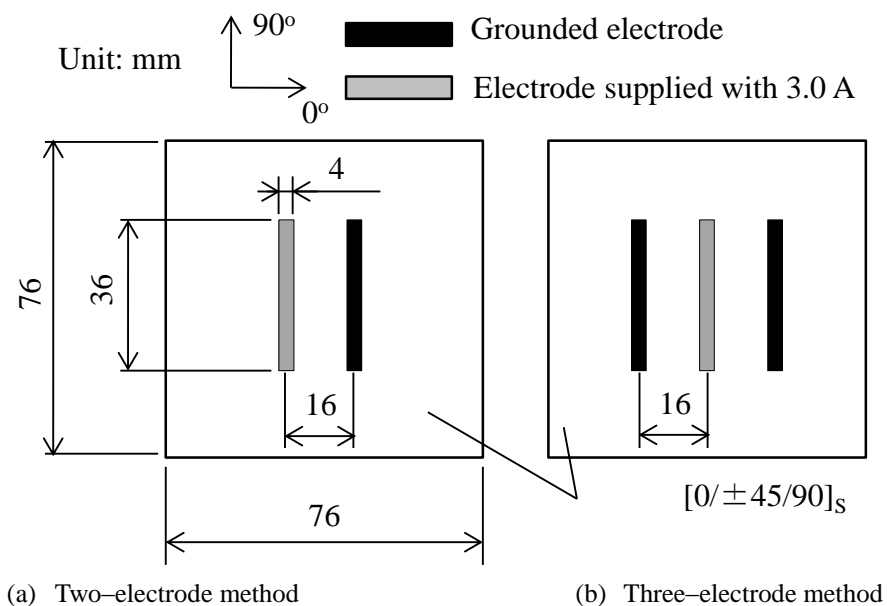 90°
Grounded electrode
Unit: mm
Electrode supplied with 3.0 A
0°
4
76
36
16
16
[0/±45/90]S
76
(a) Two–electrode method
(b) Three–electrode method